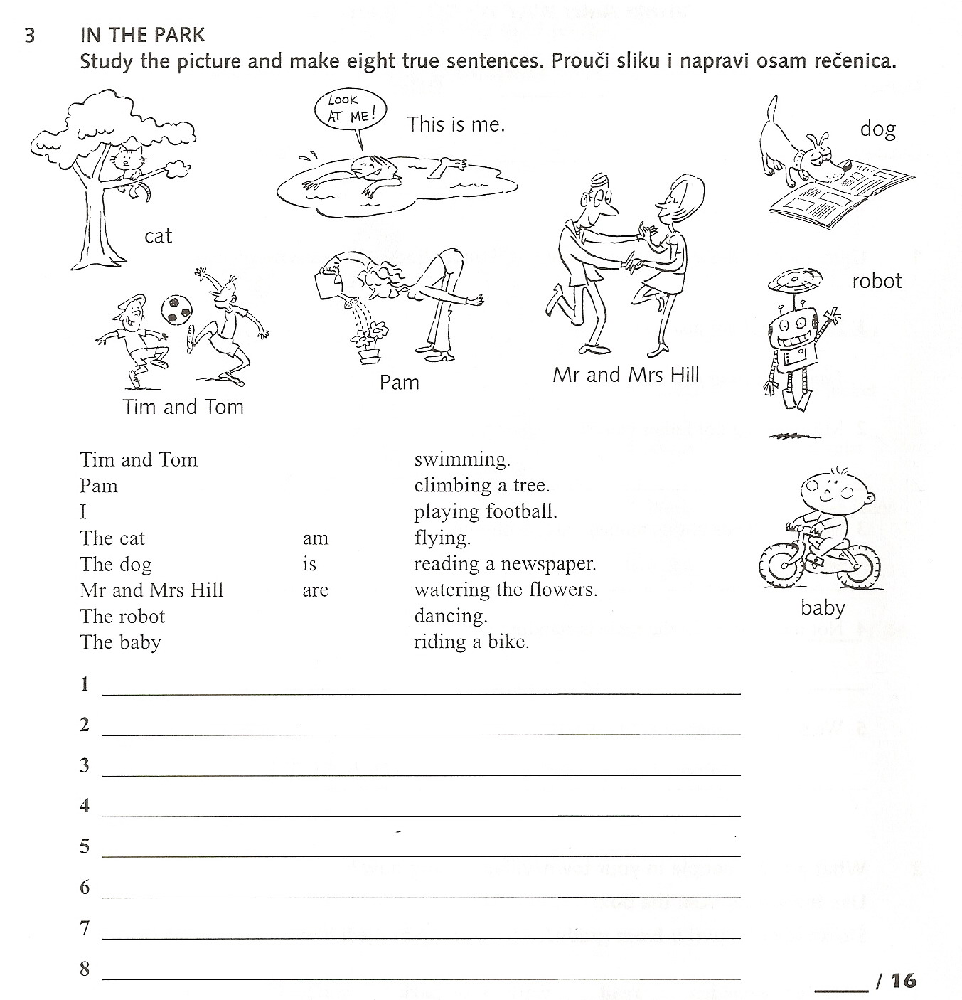 3 IN THE PARK
Study the picture and make eight true sentences. Prouči sliku i napravi osam rečenica.
LOOK
AT ME!
This is me.
dog
cat
robot
Tim and Tom
Pam
Mr and Mrs Hill
Tim and Tom swimming.
Pam climbing a tree.
I playing football.
The cat am flying.
The dog is reading a newspaper.
Mr and Mrs Hill are watering the flowers.
The robot dancing.
The baby riding a bike.
baby
1
2
3
4
5
6
7
8
/ 16